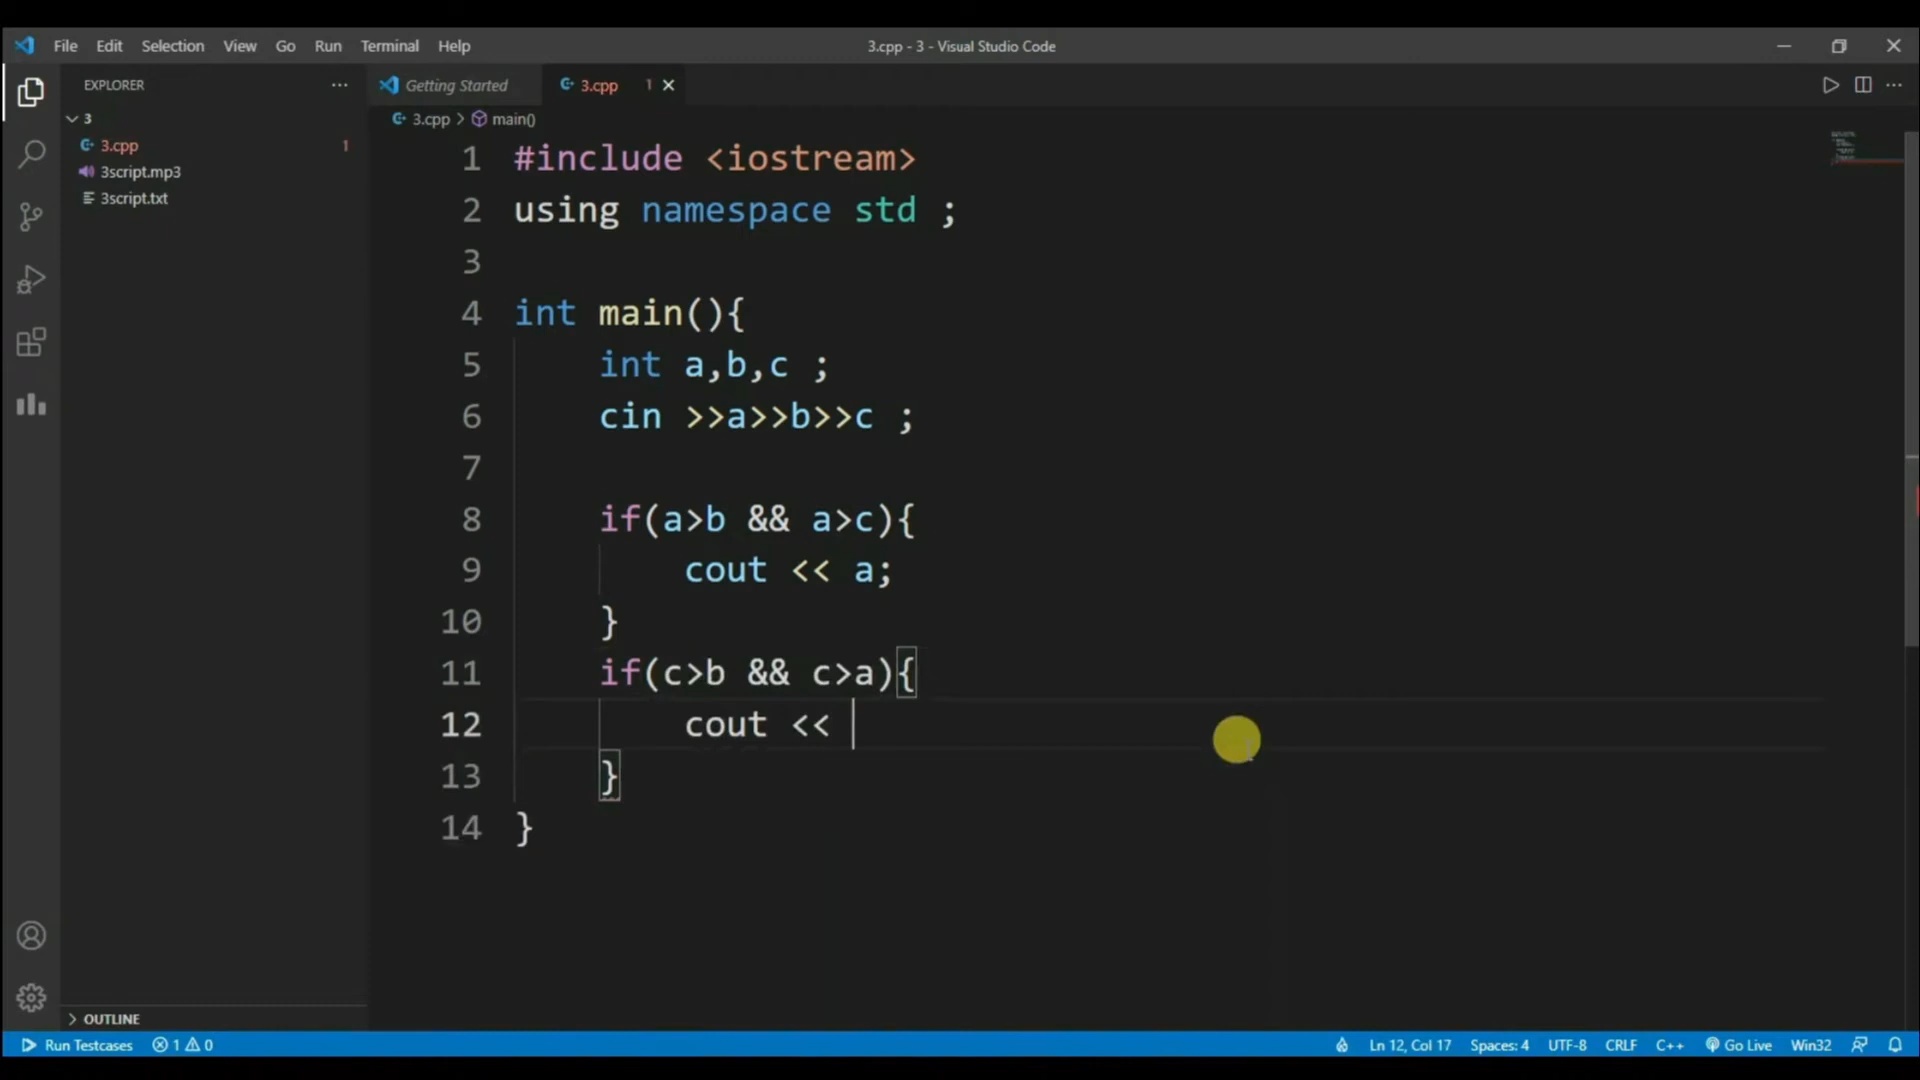 File Edit Selection View Go Run Terminal Help
3.cpp - 3 - Visual Studio Code
EXPLORER
Getting Started
3.cpp 1
3
3.cpp 1
3script.mp3
3script.txt
3.cpp > main()
1 #include <iostream>
2 using namespace std ;
3
4 int main(){
5 int a,b,c ;
6 cin >>a>>b>>c ;
7
8 if(a>b && a>c){
9 cout << a;
10 }
11 if(c>b && c>a){
12 cout <<
13 }
14 }
OUTLINE
Run Testcases 1 0
Ln 12, Col 17 Spaces: 4 UTF-8 CRLF C++ Go Live Win32